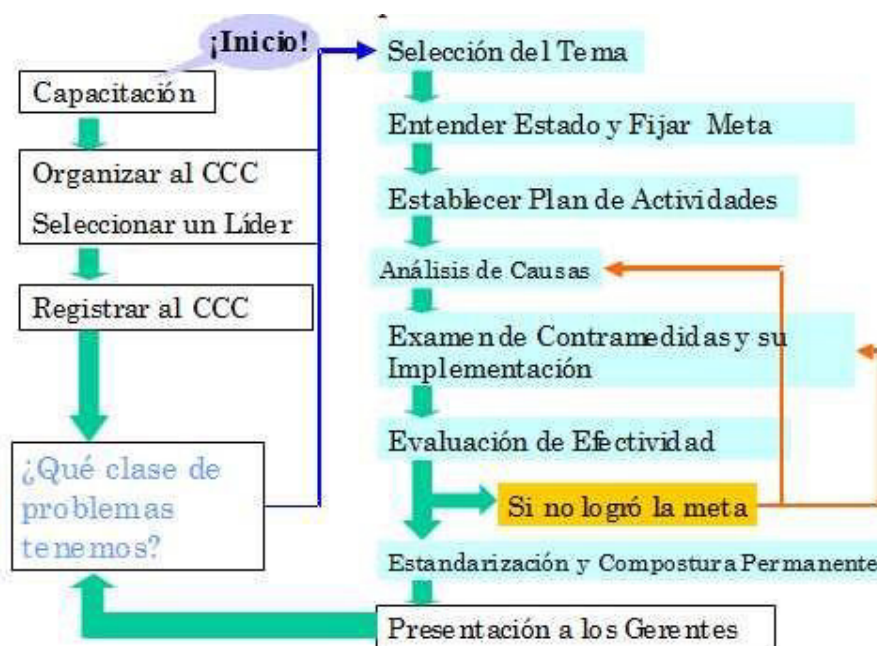 ¡Inicio!
Capacitación
Organizar al CCC
Seleccionar un Líder
Registrar al CCC
¿Qué clase de
problemas
tenemos?
Selección del Tema
Entender Estado y Fijar Meta
Establecer Plan de Actividades
Análisis de Causas
Examen de Contramedidas y su
Implementación
Evaluación de Efectividad
Si no logró la meta
Estandarización y Compostura Permanente
Presentación a los Gerentes